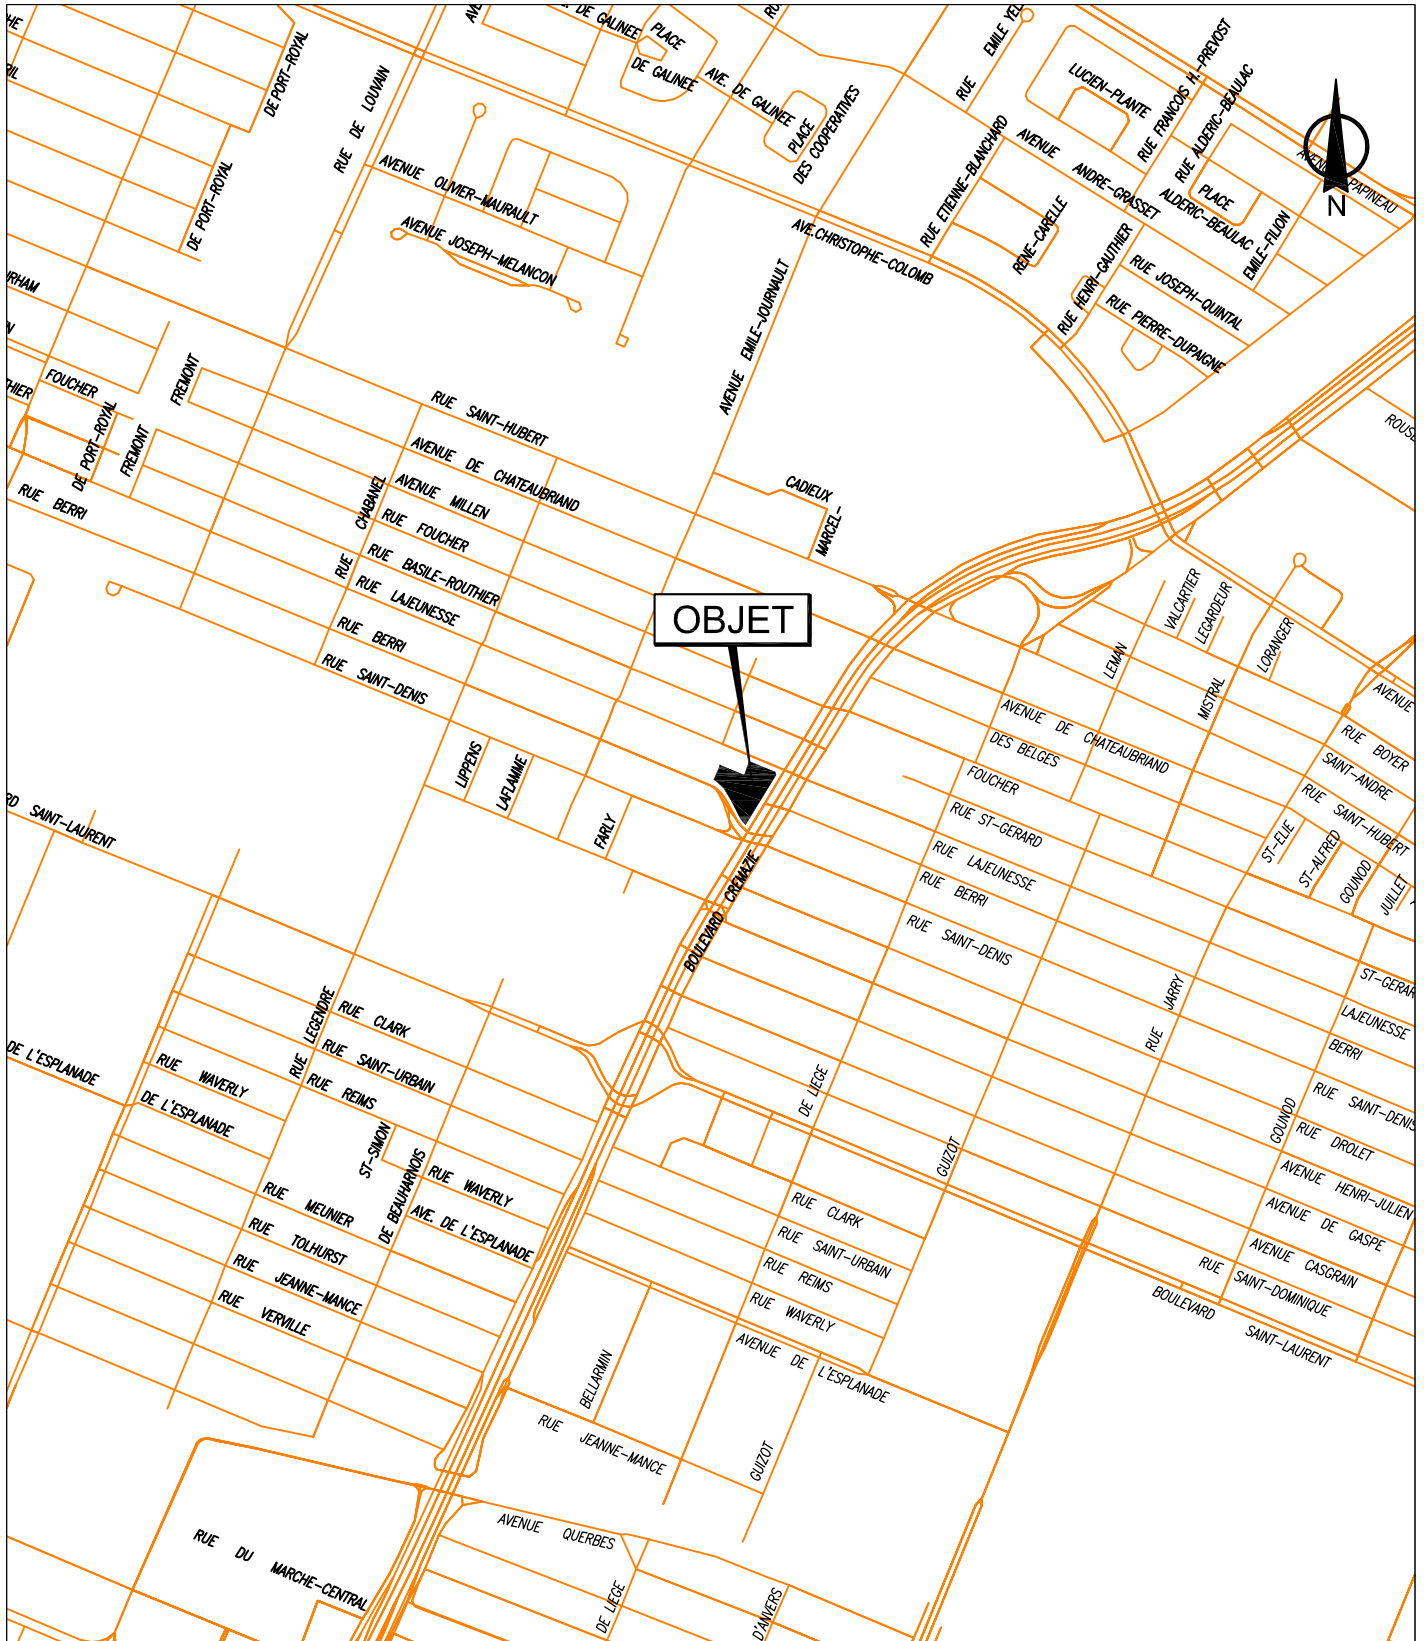 DE GALINEE
PLACE
DE GALINEE
AVE. DE GALINEE
PLACE
DES COOPERATIVES
RUE
EMILE
LUCIEN-PLANTE
RUE FRANCOIS H.-PREVOST
RUE ALDERIC-BEAULAC
AVENUE PAPINEAU
N
DE PORT-ROYAL
RUE DE LOUVAIN
DE PORT-ROYAL
AVENUE OLIVIER-MAURAULT
AVENUE JOSEPH-MELANCON
RUE ETIENNE-BLANCHARD
AVENUE ANDRE-GRASSET
PLACE
ALDERIC-BEAULAC
EMILE-FILION
RENE-CARELLE
AVE.CHRISTOPHE-COLOMB
RUE HENRI-GAUTHIER
RUE JOSEPH-QUINTAL
RUE PIERRE-DUPAIGNE
AVENUE EMILE-JOURNAULT
FOUCHER
FREMONT
DE PORT-ROYAL
FREMONT
RUE BERRI
RUE SAINT-HUBERT
AVENUE DE CHATEAUBRIAND
AVENUE MILLEN
RUE FOUCHER
RUE BASILE-ROUTHIER
RUE LAJEUNESSE
RUE BERRI
RUE SAINT-DENIS
RUE CHABANEL
CADIEUX
MARCEL-
OBJET
VALCARTIER
LEGARDEUR
LORANGER
LEMAN
MISTRAL
AVENUE
RUE BOYER
SAINT-ANDRE
RUE SAINT-HUBERT
AVENUE DE CHATEAUBRIAND
DES BELGES
FOUCHER
RUE ST-GERARD
RUE LAJEUNESSE
RUE BERRI
RUE SAINT-DENIS
ST-ELIE
ST-ALFRED
GOUNOD
JUILLET
LIPPENS
LAFLAMME
FARLY
SAINT-LAURENT
BOULEVARD CREMAZIE
RUE LEGENDRE
RUE CLARK
RUE SAINT-URBAIN
RUE REIMS
DE L'ESPLANADE
RUE WAVERLY
DE L'ESPLANADE
ST-SIMON
DE BEAUHARNOIS
RUE WAVERLY
AVE. DE L'ESPLANADE
RUE MEUNIER
RUE TOLHURST
RUE JEANNE-MANCE
RUE VERVILLE
RUE JARRY
DE LIEGE
GUIZOT
GOUNOD
LAJEUNESSE
BERRI
RUE SAINT-DENIS
RUE DROLET
AVENUE HENRI-JULIEN
AVENUE DE GASPE
AVENUE CASGRAIN
RUE SAINT-DOMINIQUE
BOULEVARD SAINT-LAURENT
RUE CLARK
RUE SAINT-URBAIN
RUE REIMS
RUE WAVERLY
AVENUE DE L'ESPLANADE
BELLARMIN
RUE JEANNE-MANCE
GUIZOT
AVENUE QUERBES
RUE DU MARCHE-CENTRAL
DE LIEGE
D'ANVERS